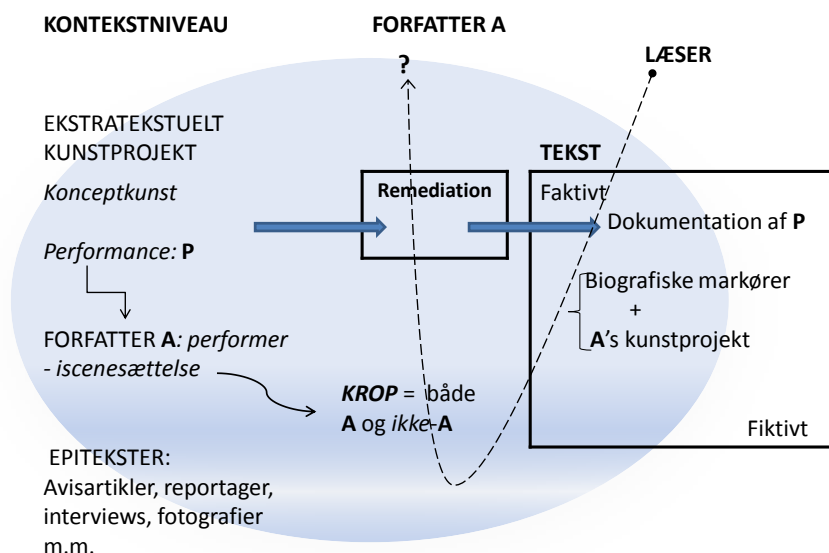 KONTEKSTNIVEAU
FORFATTER A
?
LÆSER
EKSTRATEKSTUELT
KUNSTPROJEKT
Konceptkunst
Performance: P
FORFATTER A: performer
- iscenesættelse
Remediation
KROP = både
A og ikke-A
TEKST
Faktivt
Dokumentation af P
Biografiske markører
+
A's kunstprojekt
Fiktivt
EPITEKSTER:
Avisartikler, reportager,
interviews, fotografier
m.m.